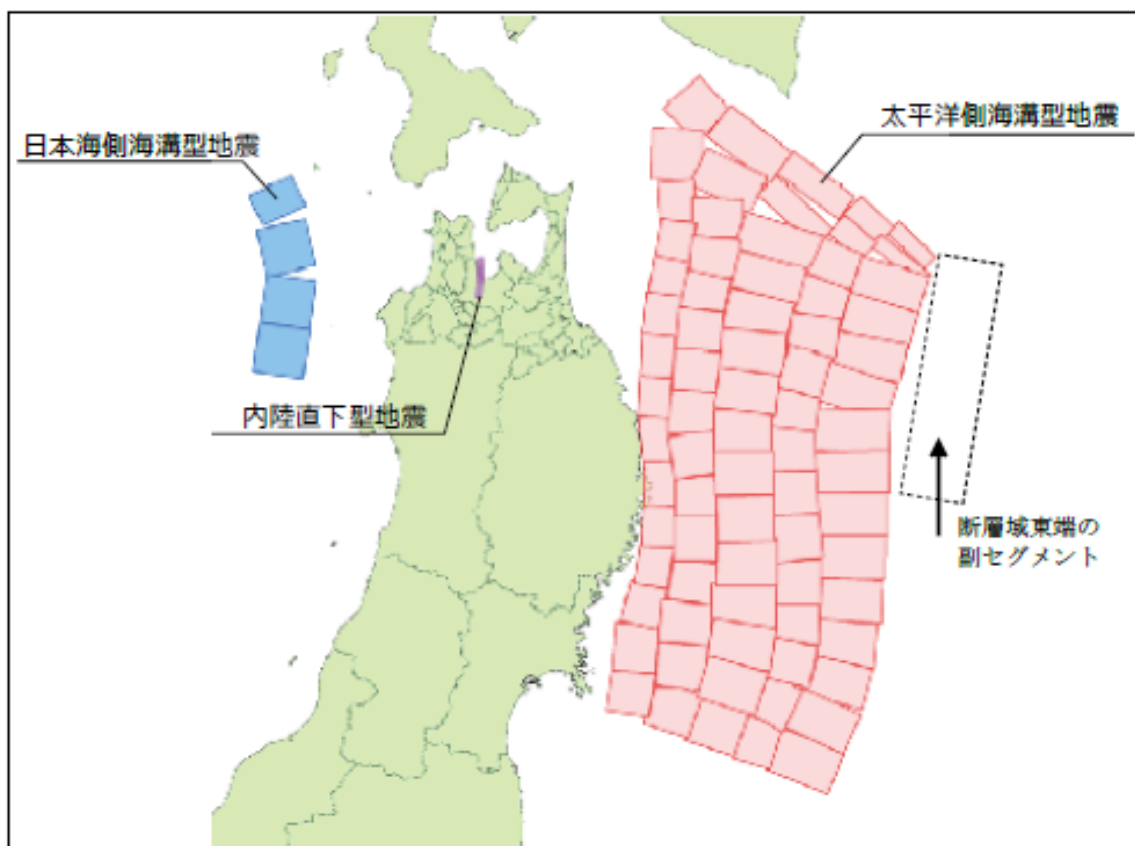 太平洋側海溝型地震
日本海側海溝型地震
内陸直下型地震
断層域東端の
副セグメント